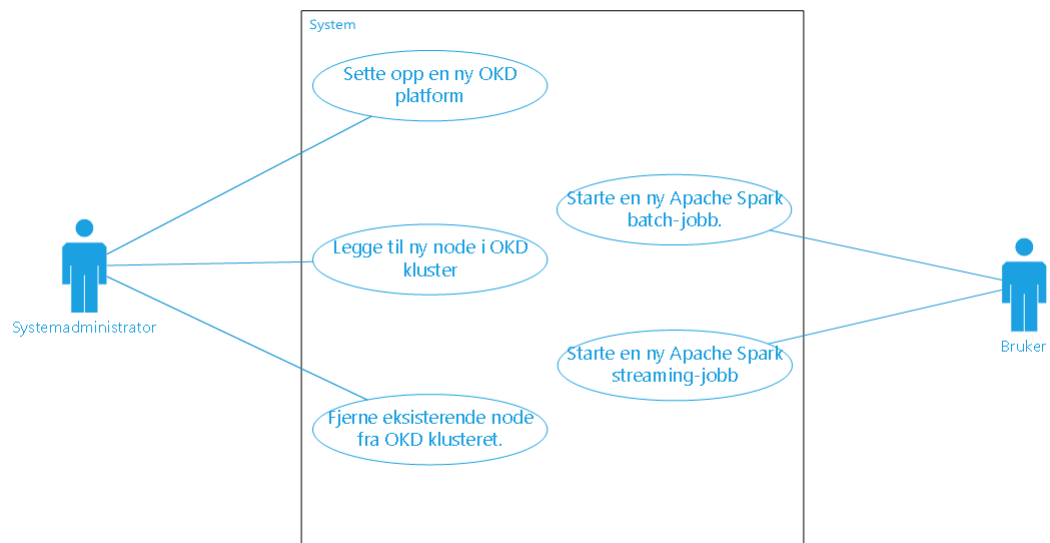 System
Sette opp en ny OKD
platform
Starte en ny Apache Spark
batch-jobb.
Legge til ny node i OKD
kluster
Systemadministrator
Bruker
Starte en ny Apache Spark
streaming-jobb
Fjerne eksisterende node
fra OKD klusteret.